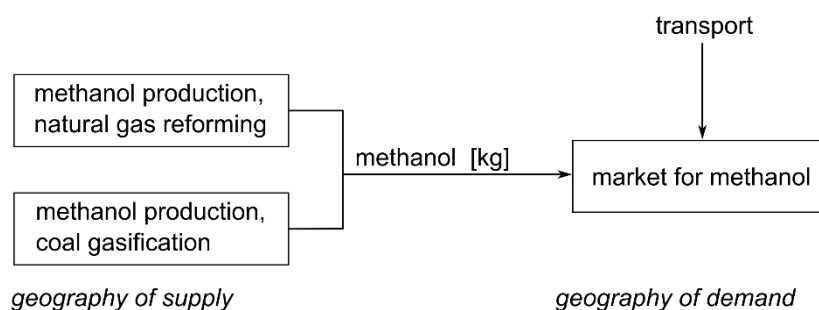 transport
methanol production,
natural gas reforming
methanol [kg]
market for methanol
methanol production,
coal gasification
geography of supply
geography of demand